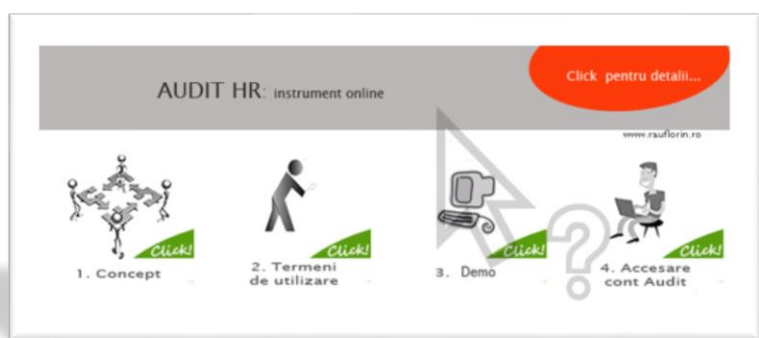 AUDIT HR: instrument online
Click pentru detalii...
www.rauflorin.ro
Click!
Click!
Click!
Click!
1. Concept
2. Termeni
de utilizare
3. Demo
4. Accesare
cont Audit